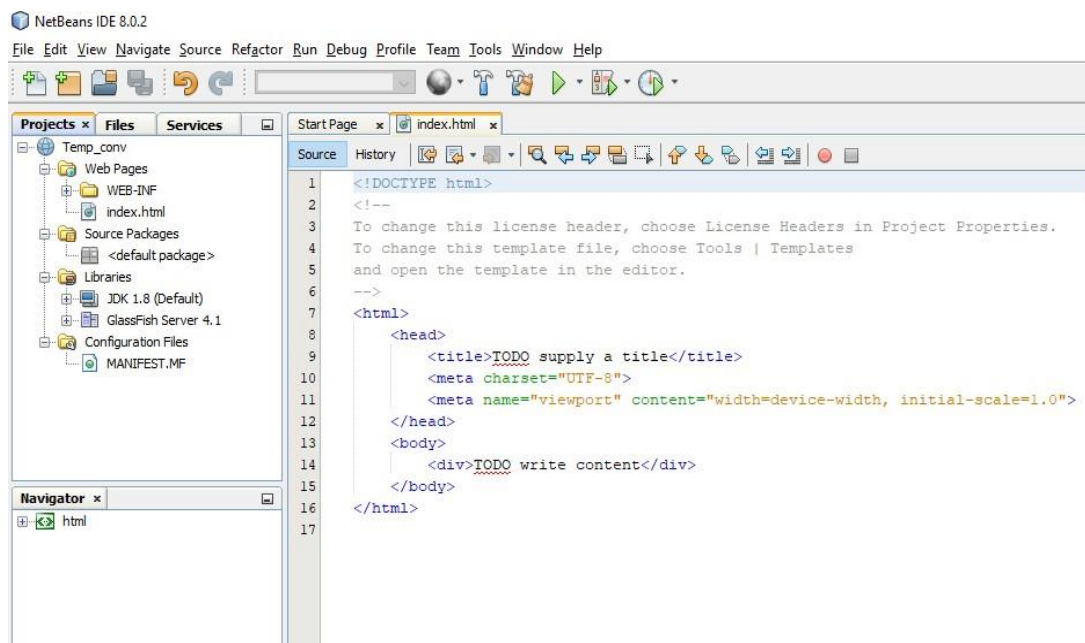 NetBeans IDE 8.0.2
File Edit View Navigate Source Refactor Run Debug Profile Team Tools Window Help
Projects Files Services
Temp_conv
Web Pages
WEB-INF
index.html
Source Packages
<default package>
Libraries
JDK 1.8 (Default)
GlassFish Server 4.1
Configuration Files
MANIFEST.MF
Navigator
html
Start Page index.html
Source History
1 <!DOCTYPE html>
2 <!--
3 To change this license header, choose License Headers in Project Properties.
4 To change this template file, choose Tools | Templates
5 and open the template in the editor.
6 -->
7 <html>
8 <head>
9 <title>TODO supply a title</title>
10 <meta charset="UTF-8">
11 <meta name="viewport" content="width=device-width, initial-scale=1.0">
12 </head>
13 <body>
14 <div>TODO write content</div>
15 </body>
16 </html>
17